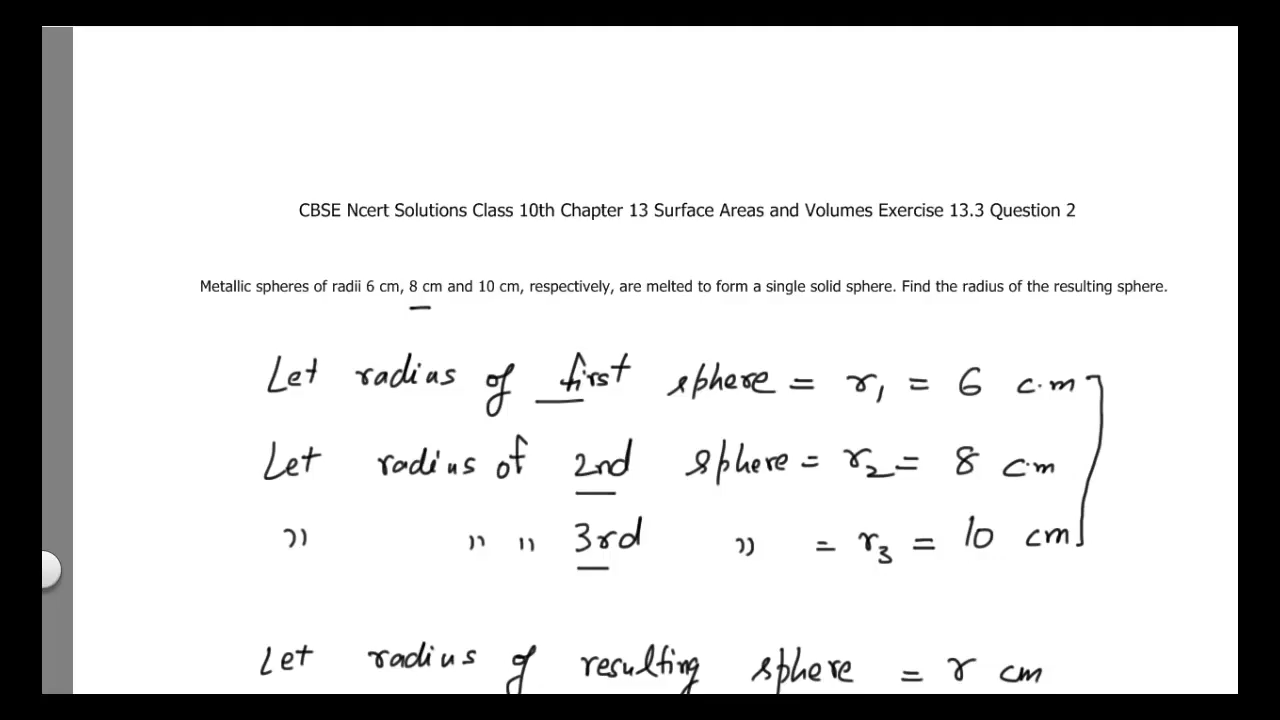 CBSE Ncert Solutions Class 10th Chapter 13 Surface Areas and Volumes Exercise 13.3 Question 2
Metallic spheres of radii 6 cm, 8 cm and 10 cm, respectively, are melted to form a single solid sphere. Find the radius of the resulting sphere.
Let radius of first sphere = r₁ = 6 c.m
Let radius of 2nd sphere = r₂ = 8 c.m
" " " 3rd " = r₃ = 10 cm
Let radius of resulting sphere = r cm